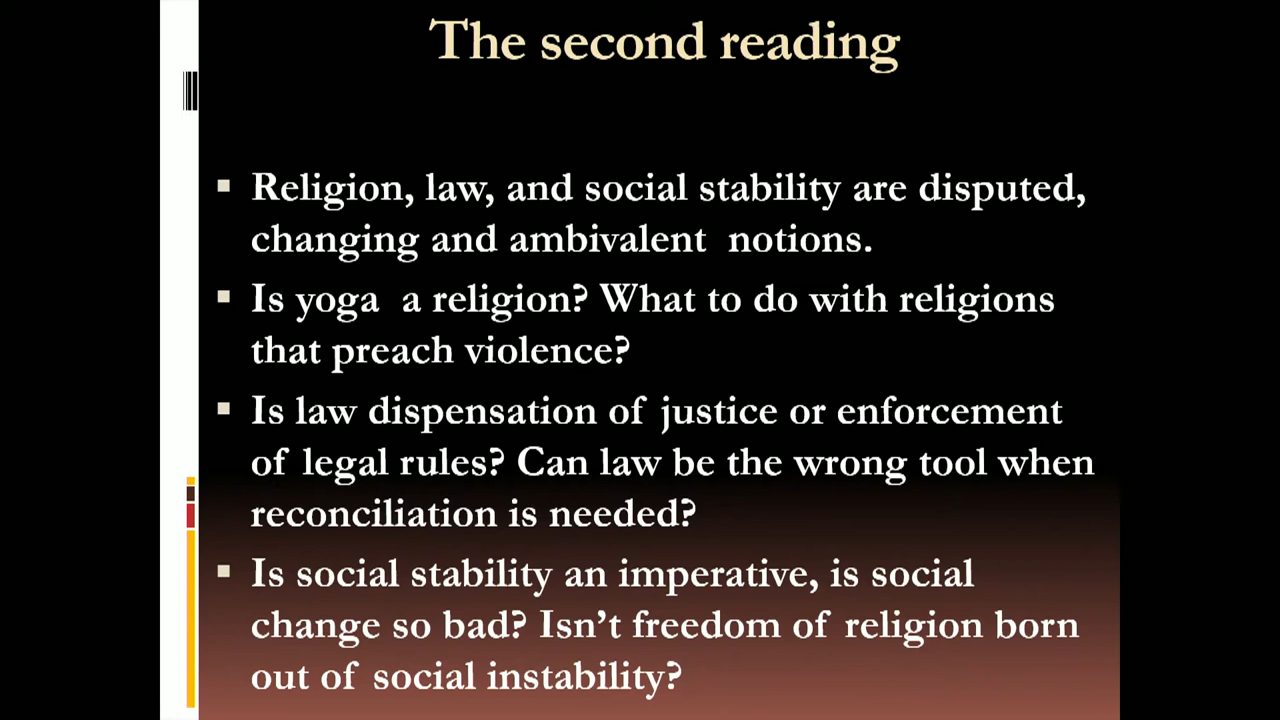 The second reading
▪ Religion, law, and social stability are disputed,
changing and ambivalent notions.
▪ Is yoga a religion? What to do with religions
that preach violence?
▪ Is law dispensation of justice or enforcement
of legal rules? Can law be the wrong tool when
reconciliation is needed?
▪ Is social stability an imperative, is social
change so bad? Isn’t freedom of religion born
out of social instability?